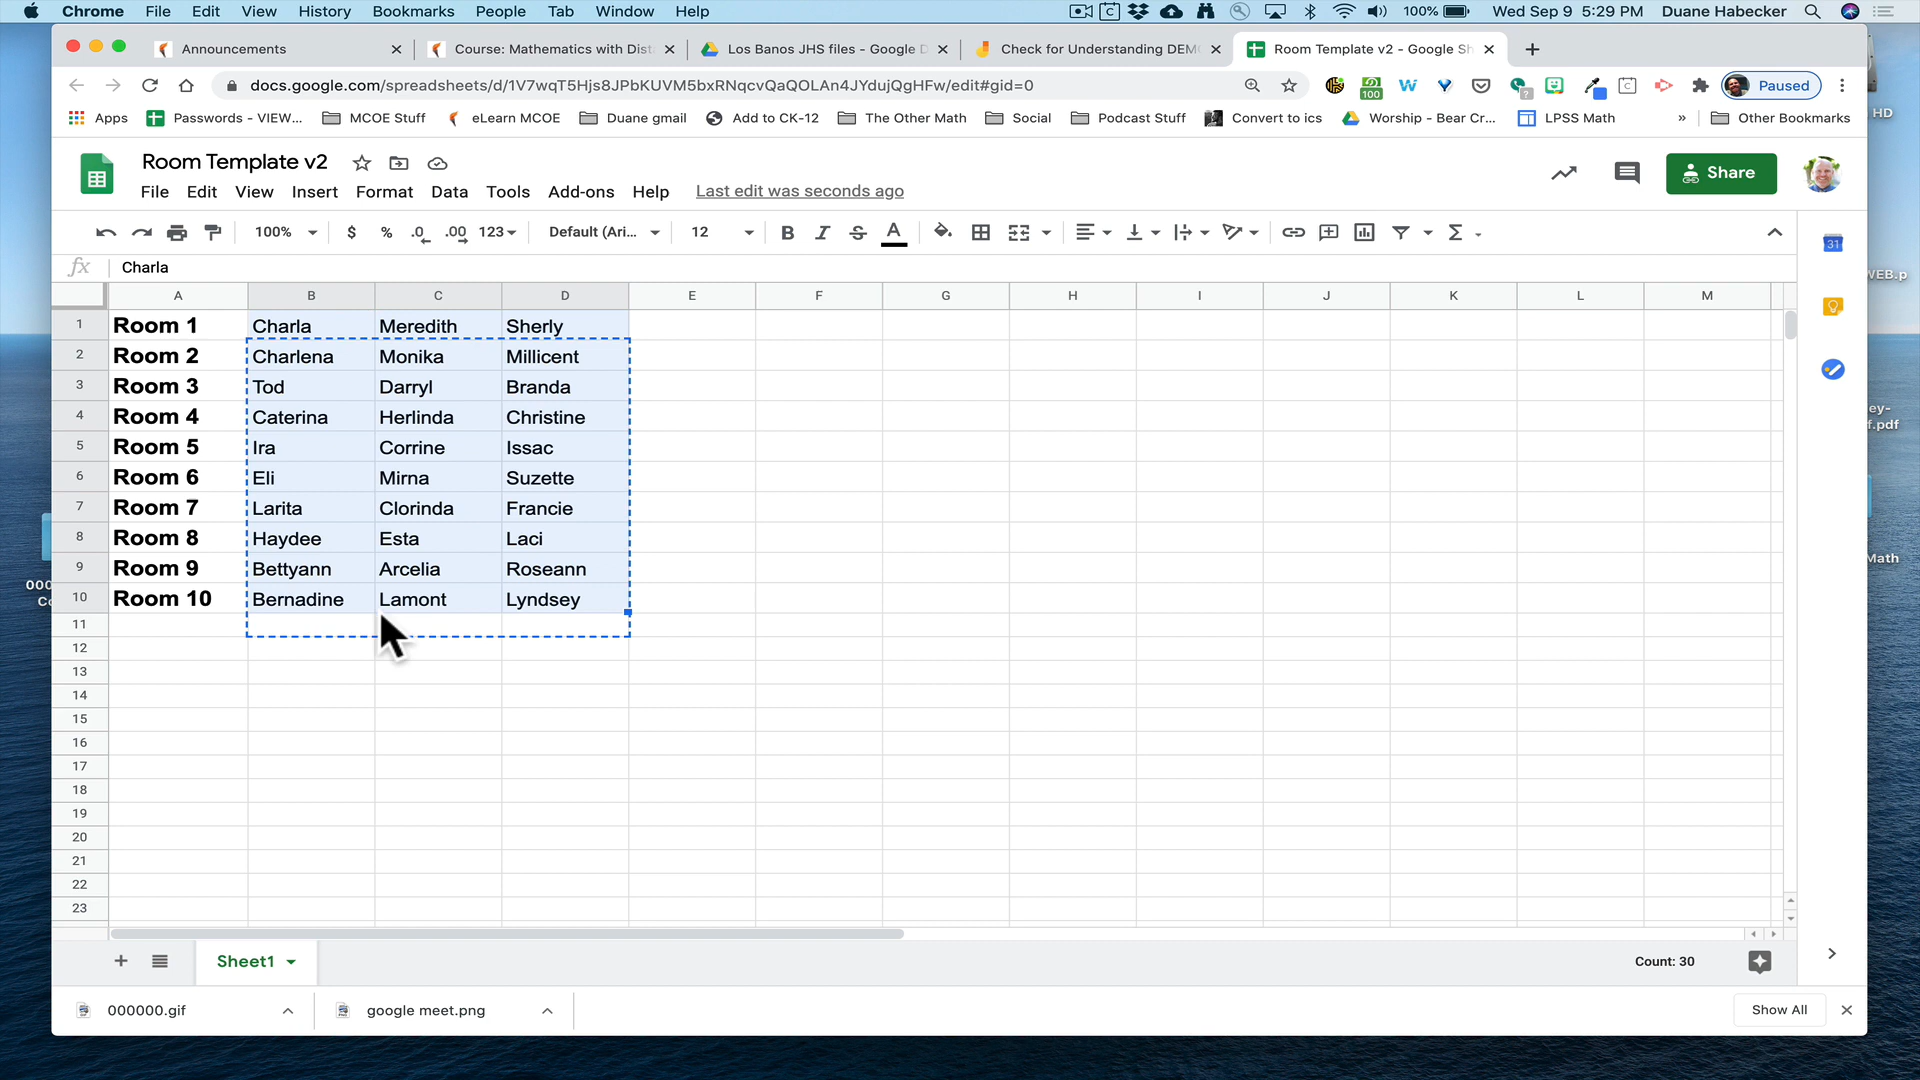 Chrome File Edit View History Bookmarks People Tab Window Help 100% Wed Sep 9 5:29 PM Duane Habecker
Announcements Course: Mathematics with Dist Los Banos JHS files - Google D Check for Understanding DEM Room Template v2 - Google Sh
docs.google.com/spreadsheets/d/1V7wqT5Hjs8JPbKUVM5bxRNqcvQaQOLAn4JYdujQgHFw/edit#gid=0 100 Paused
Apps Passwords - VIEW... MCOE Stuff eLearn MCOE Duane gmail Add to CK-12 The Other Math Social Podcast Stuff Convert to ics Worship - Bear Cr... LPSS Math » Other Bookmarks
HD
Room Template v2
File Edit View Insert Format Data Tools Add-ons Help Last edit was seconds ago Share
100% $ % .0 .00 123 Default (Ari... 12 B I S A Σ
31
WEB.p
fx Charla
A B C D E F G H I J K L M
1 Room 1 Charla Meredith Sherly
2 Room 2 Charlena Monika Millicent
3 Room 3 Tod Darryl Branda
4 Room 4 Caterina Herlinda Christine
ey-
f.pdf
5 Room 5 Ira Corrine Issac
6 Room 6 Eli Mirna Suzette
7 Room 7 Larita Clorinda Francie
8 Room 8 Haydee Esta Laci
Math
9 Room 9 Bettyann Arcelia Roseann
000
Co
10 Room 10 Bernadine Lamont Lyndsey
11
12
13
14
15
16
17
18
19
20
21
22
23
+ Sheet1 Count: 30
000000.gif google meet.png Show All